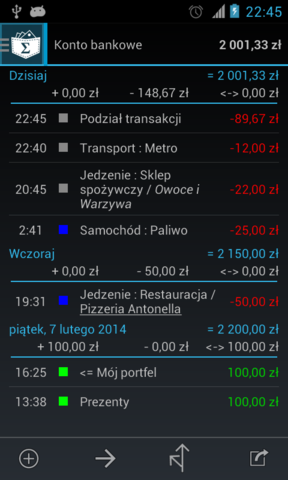 22:45
Σ
Konto bankowe 2 001,33 zł
Dzisiaj = 2 001,33 zł
+ 0,00 zł - 148,67 zł <-> 0,00 zł
22:45 Podział transakcji -89,67 zł
22:40 Transport : Metro -12,00 zł
20:45 Jedzenie : Sklep
spożywczy / Owoce i -22,00 zł
Warzywa
2:41 Samochód : Paliwo -25,00 zł
Wczoraj = 2 150,00 zł
+ 0,00 zł - 50,00 zł <-> 0,00 zł
19:31 Jedzenie : Restauracja / -50,00 zł
Pizzeria Antonella
piątek, 7 lutego 2014 = 2 200,00 zł
+ 100,00 zł - 0,00 zł <-> 100,00 zł
16:25 <= Mój portfel 100,00 zł
13:38 Prezenty 100,00 zł